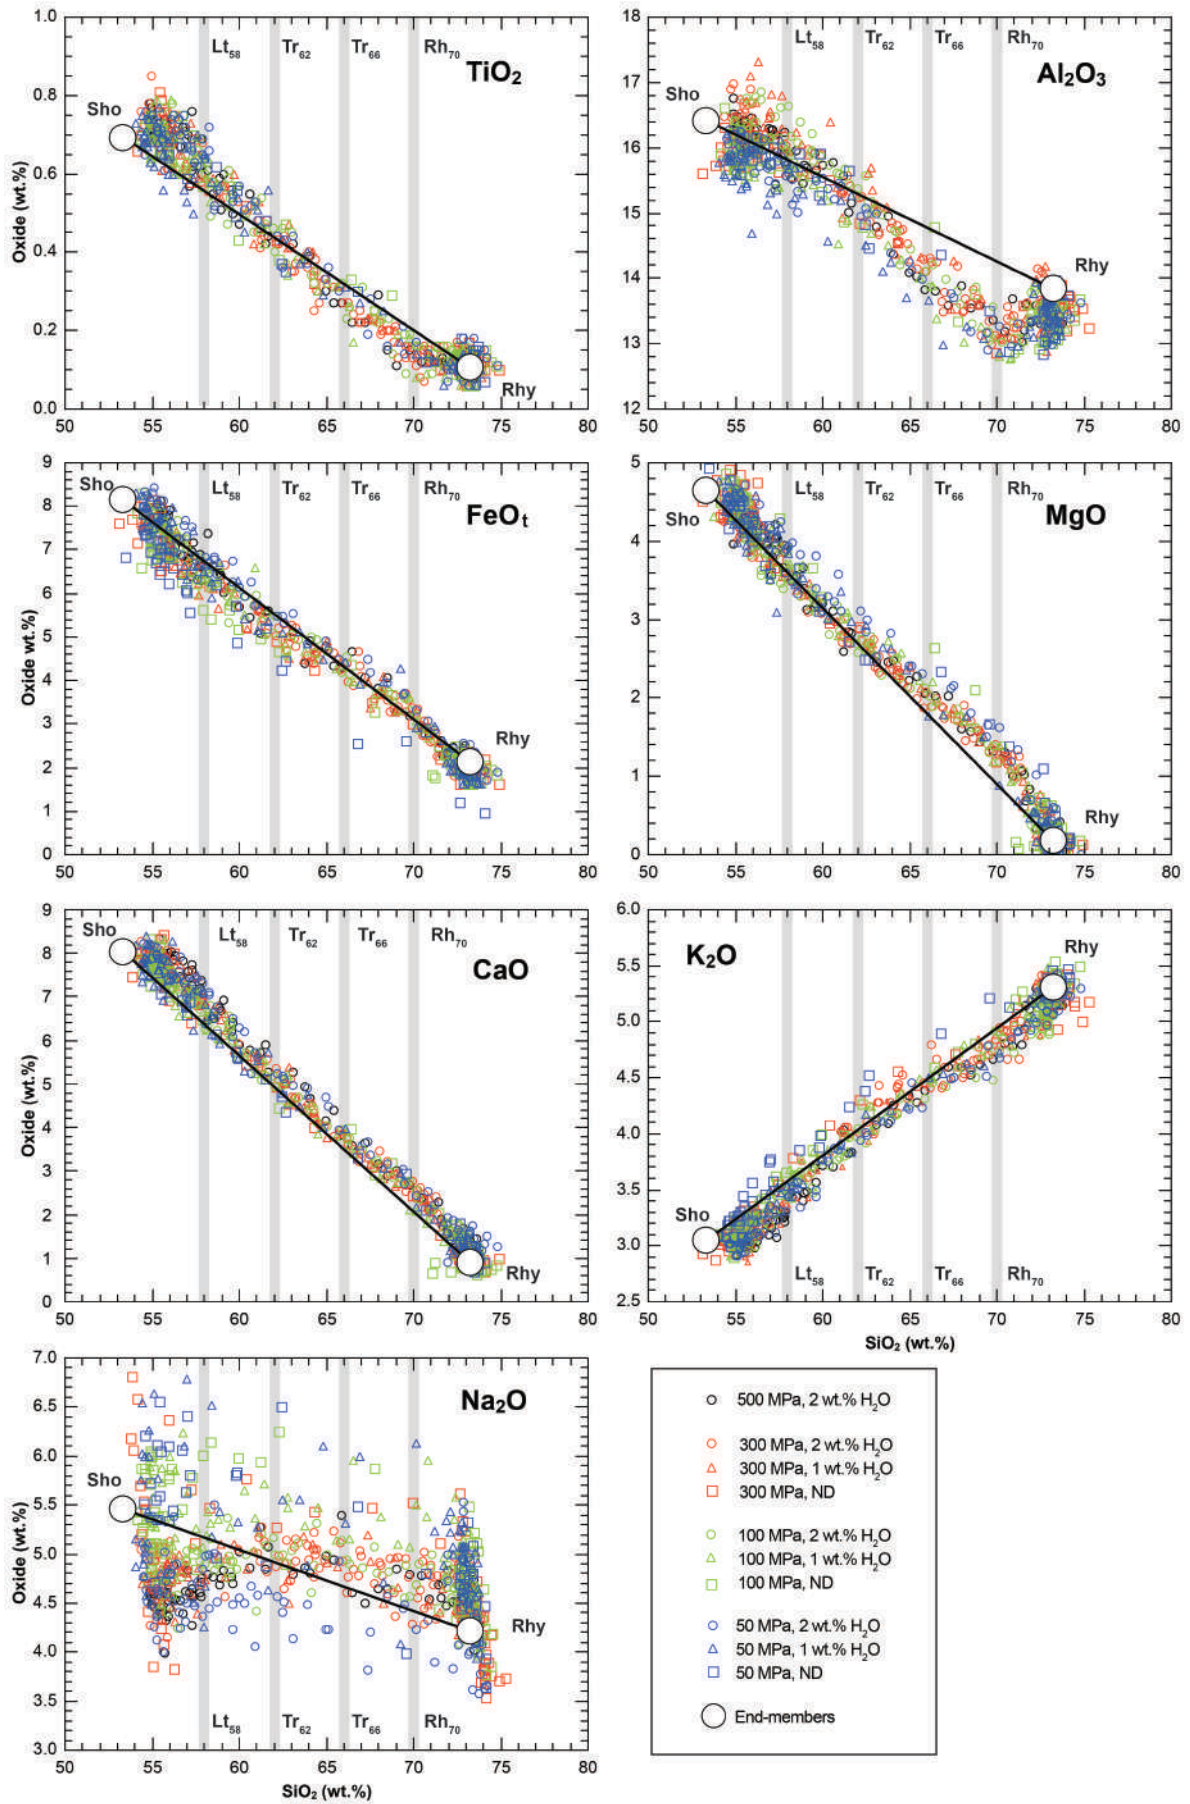 1.0
0.8
0.6
0.4
0.2
0.0
Oxide (wt.%)
50 55 60 65 70 75 80
Sho
Lt58 Tr62 Tr66 Rh70
TiO2
Rhy
18
17
16
15
14
13
12
50 55 60 65 70 75 80
Sho
Lt58 Tr62 Tr66 Rh70
Al2O3
Rhy
9
8
7
6
5
4
3
2
1
0
Oxide wt.%)
50 55 60 65 70 75 80
Sho
Lt58 Tr62 Tr66 Rh70
FeOt
Rhy
5
4
3
2
1
0
50 55 60 65 70 75 80
Sho
Lt58 Tr62 Tr66 Rh70
MgO
Rhy
9
8
7
6
5
4
3
2
1
0
Oxide (wt.%)
50 55 60 65 70 75 80
Sho
Lt58 Tr62 Tr66 Rh70
CaO
Rhy
6.0
5.5
5.0
4.5
4.0
3.5
3.0
2.5
50 55 60 65 70 75 80
SiO2 (wt.%)
K2O
Rhy
Sho
Lt58 Tr62 Tr66 Rh70
7.0
6.5
6.0
5.5
5.0
4.5
4.0
3.5
3.0
Oxide (wt.%)
50 55 60 65 70 75 80
SiO2 (wt.%)
Na2O
Sho
Rhy
Lt58 Tr62 Tr66 Rh70
500 MPa, 2 wt.% H2O
300 MPa, 2 wt.% H2O
300 MPa, 1 wt.% H2O
300 MPa, ND
100 MPa, 2 wt.% H2O
100 MPa, 1 wt.% H2O
100 MPa, ND
50 MPa, 2 wt.% H2O
50 MPa, 1 wt.% H2O
50 MPa, ND
End-members